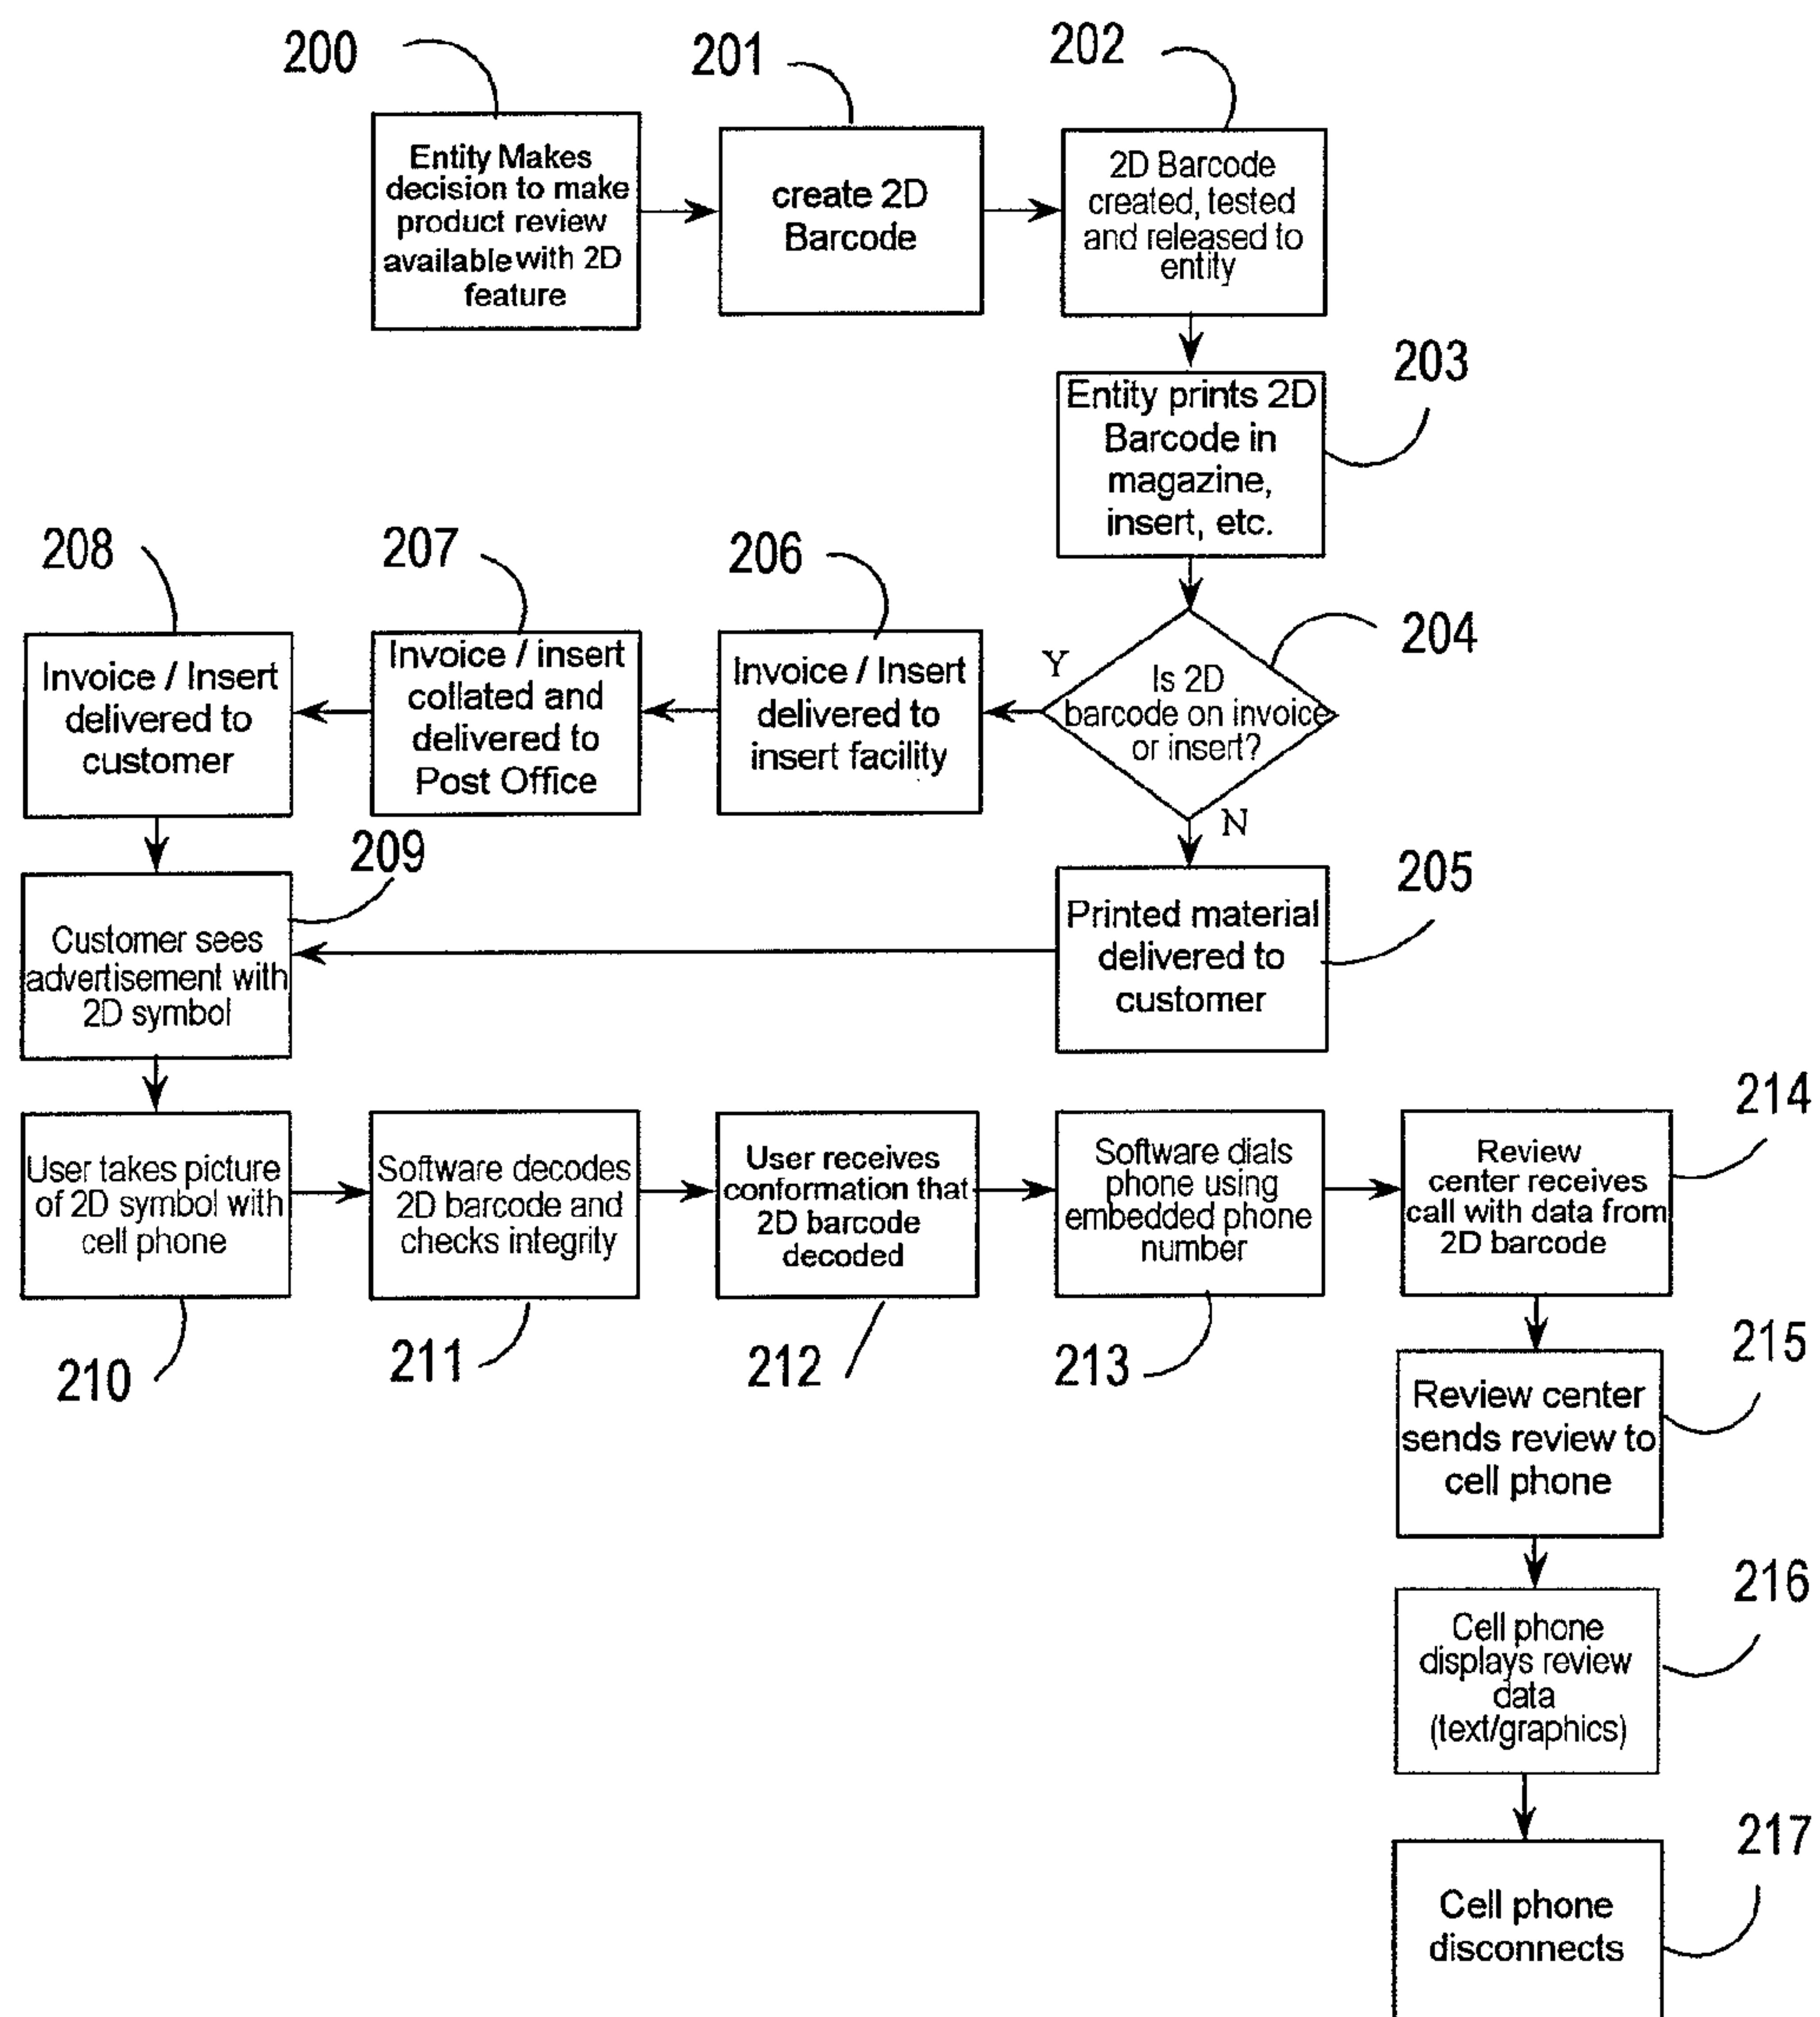 200
Entity Makes
decision to make
product review
available with 2D
feature
201
create 2D
Barcode
202
2D Barcode
created, tested
and released to
entity
203
Entity prints 2D
Barcode in
magazine,
insert, etc.
204
Is 2D
barcode on invoice
or insert?
Y
N
206
Invoice / Insert
delivered to
insert facility
207
Invoice / insert
collated and
delivered to
Post Office
208
Invoice / Insert
delivered to
customer
205
Printed material
delivered to
customer
209
Customer sees
advertisement with
2D symbol
User takes picture
of 2D symbol with
cell phone
210
Software decodes
2D barcode and
checks integrity
211
User receives
conformation that
2D barcode
decoded
212
Software dials
phone using
embedded phone
number
213
214
Review
center receives
call with data from
2D barcode
215
Review center
sends review to
cell phone
216
Cell phone
displays review
data
(text/graphics)
217
Cell phone
disconnects